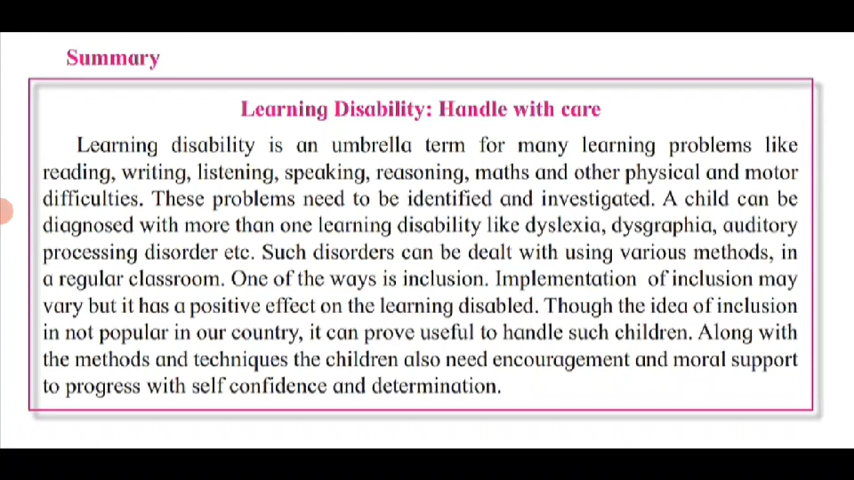 Summary
Learning Disability: Handle with care
Learning disability is an umbrella term for many learning problems like
reading, writing, listening, speaking, reasoning, maths and other physical and motor
difficulties. These problems need to be identified and investigated. A child can be
diagnosed with more than one learning disability like dyslexia, dysgraphia, auditory
processing disorder etc. Such disorders can be dealt with using various methods, in
a regular classroom. One of the ways is inclusion. Implementation of inclusion may
vary but it has a positive effect on the learning disabled. Though the idea of inclusion
in not popular in our country, it can prove useful to handle such children. Along with
the methods and techniques the children also need encouragement and moral support
to progress with self confidence and determination.